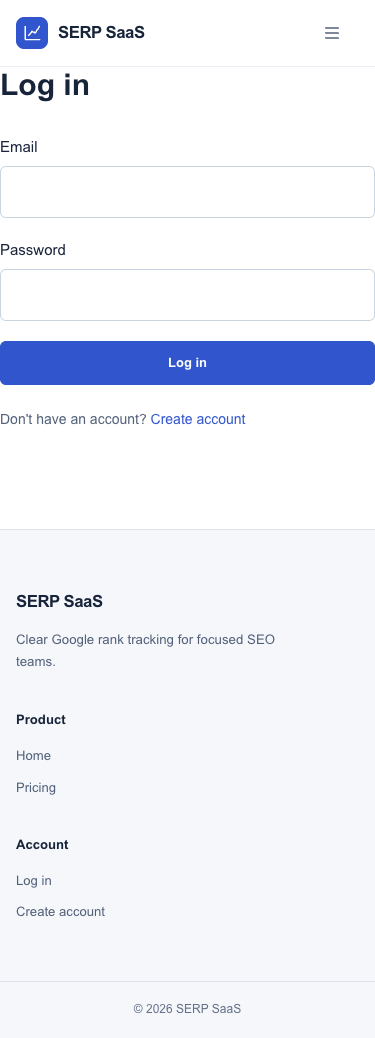 SERP SaaS
Log in
Email
Password
Log in
Don't have an account? Create account
SERP SaaS
Clear Google rank tracking for focused SEO
teams.
Product
Home
Pricing
Account
Log in
Create account
© 2026 SERP SaaS